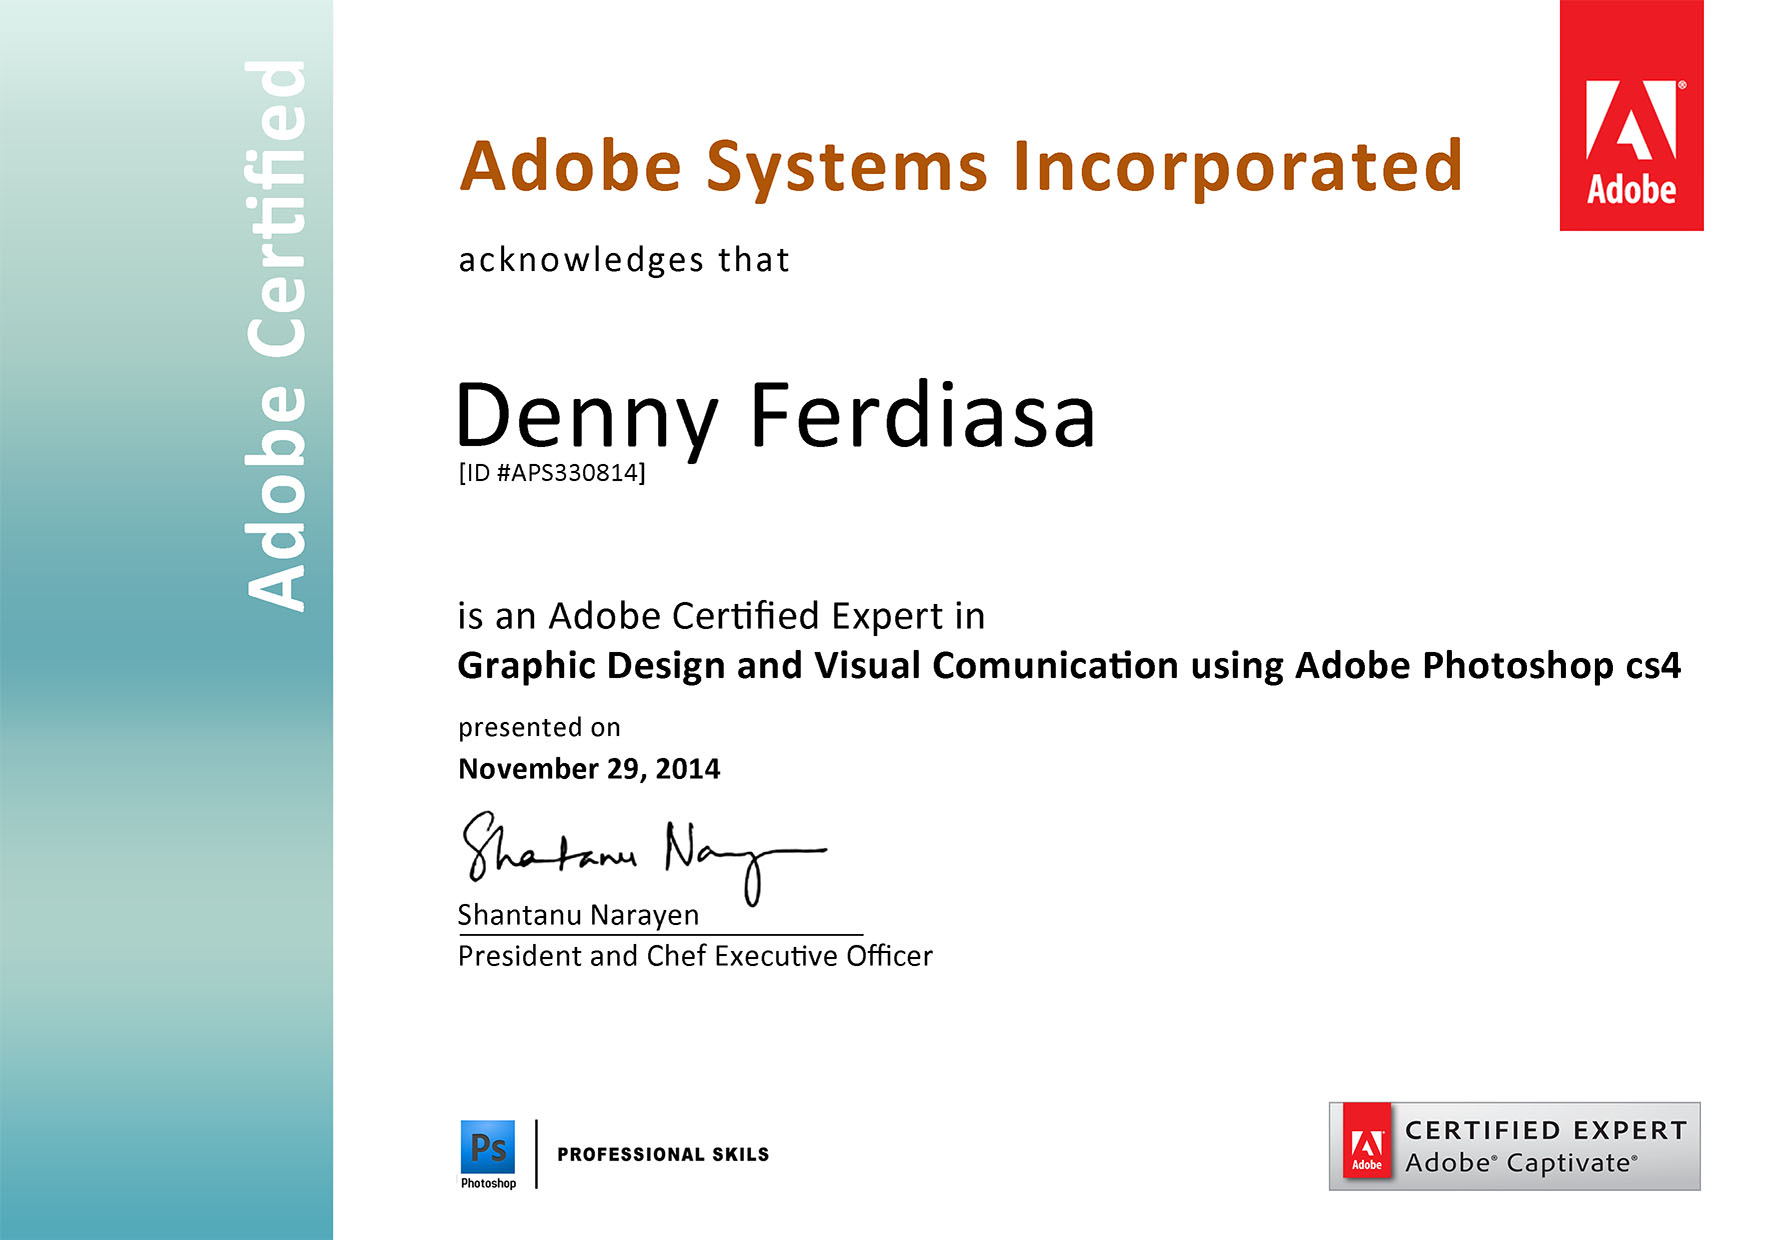 Adobe Certified
Adobe Systems Incorporated
Adobe®
acknowledges that
Denny Ferdiasa
[ID #APS330814]
is an Adobe Certified Expert in
Graphic Design and Visual Comunication using Adobe Photoshop cs4
presented on
November 29, 2014
Shantanu Narayen
Shantanu Narayen
President and Chef Executive Officer
Ps
Photoshop
PROFESSIONAL SKILS
Adobe
CERTIFIED EXPERT
Adobe® Captivate®